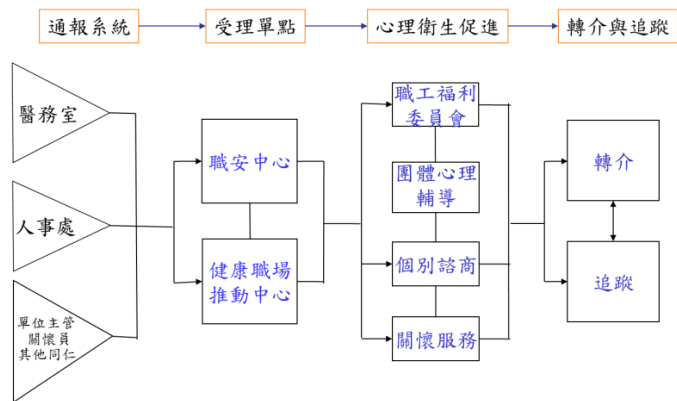 通報系統
受理單點
心理衛生促進
轉介與追蹤
醫務室
人事處
單位主管
關懷員
其他同仁
職安中心
健康職場
推動中心
職工福利
委員會
團體心理
輔導
個別諮商
關懷服務
轉介
追蹤